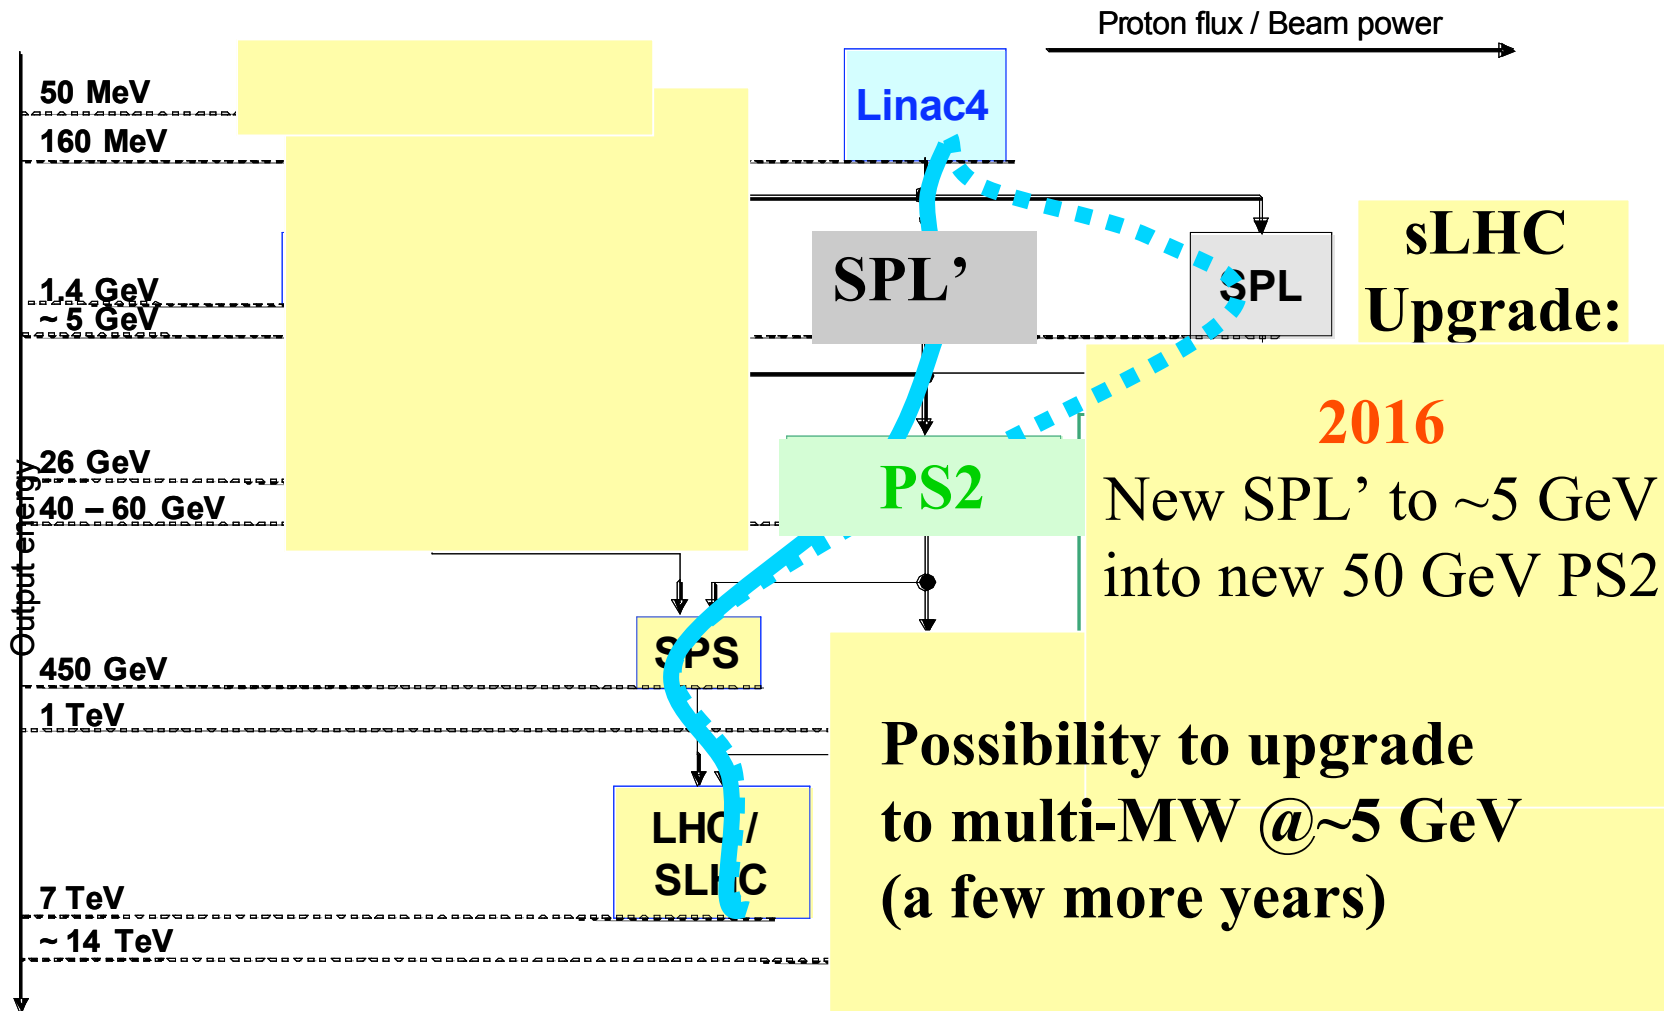 Proton flux / Beam power
50 MeV
Linac4
160 MeV
sLHC
Upgrade:
SPL’
SPL
1.4 GeV
~ 5 GeV
2016
New SPL’ to ~5 GeV
into new 50 GeV PS2
26 GeV
PS2
40 – 60 GeV
Output energy
SPS
450 GeV
1 TeV
Possibility to upgrade
to multi-MW @~5 GeV
(a few more years)
LHC /
SLHC
7 TeV
~ 14 TeV